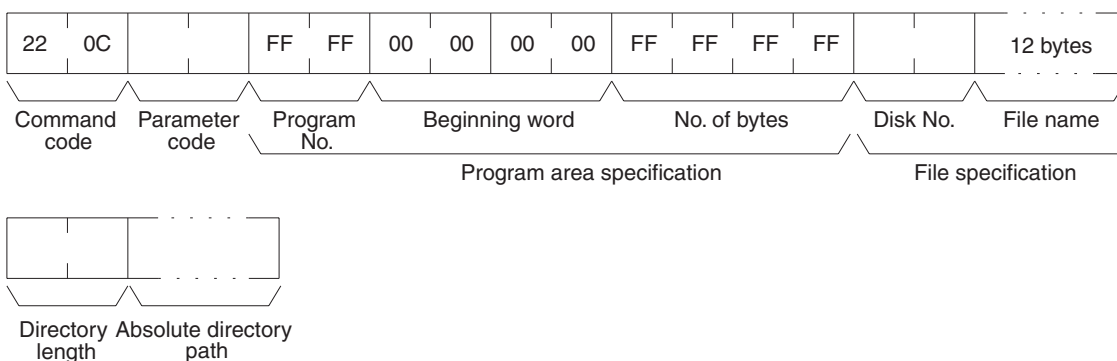 22 0C FF FF 00 00 00 00 FF FF FF FF 12 bytes
Command code Parameter code Program No. Beginning word No. of bytes Disk No. File name
Program area specification File specification
Directory length Absolute directory path